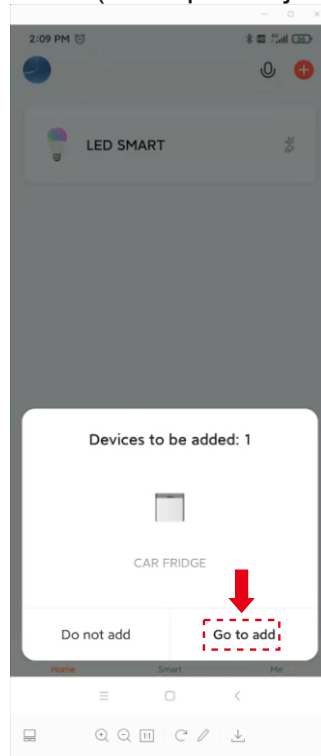 2:09 PM
LED SMART
Devices to be added: 1
CAR FRIDGE
Do not add
Go to add
Home
Smart
Me